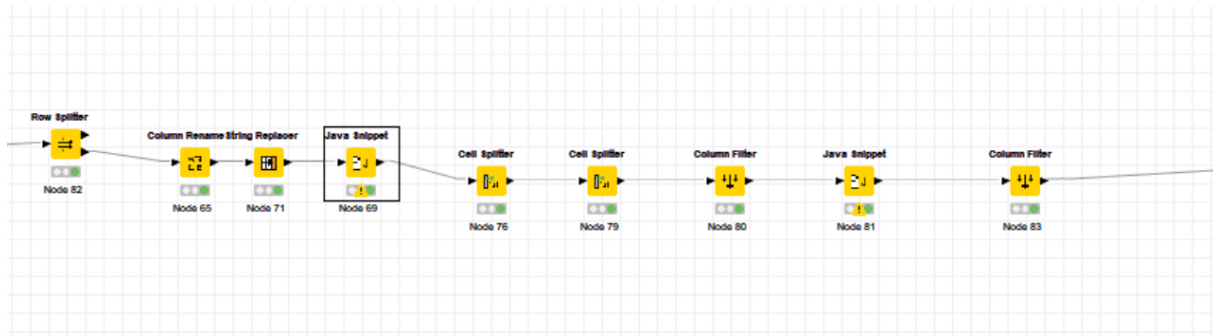 Row Splitter
Node 82
Column Rename
Node 65
String Replacer
Node 71
Java Snippet
Node 69
Cell Splitter
Node 76
Cell Splitter
Node 79
Column Filter
Node 80
Java Snippet
Node 81
Column Filter
Node 83